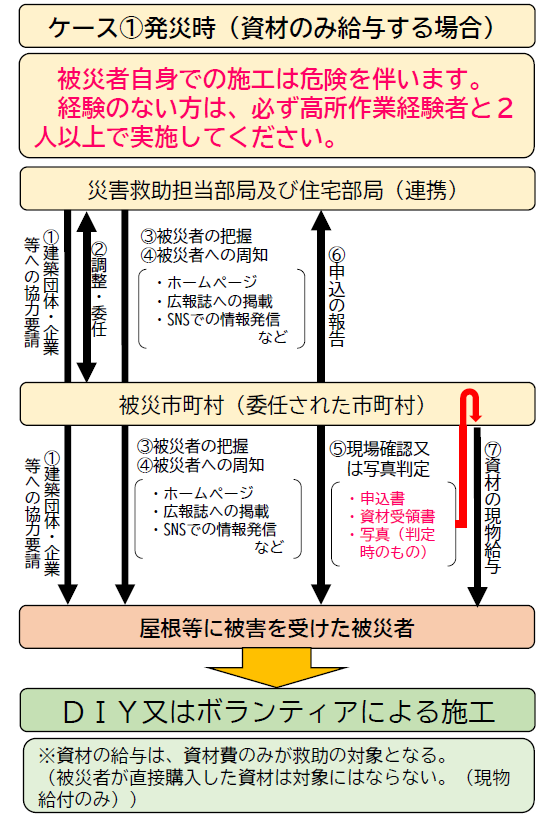 ケース①発災時（資材のみ給与する場合）
被災者自身での施工は危険を伴います。
経験のない方は、必ず高所作業経験者と２
人以上で実施してください。
災害救助担当部局及び住宅部局（連携）
①建築団体・企業
等への協力要請
②調整・委任
③被災者の把握
④被災者への周知
・ホームページ
・広報誌への掲載
・SNSでの情報発信
など
⑥申込の報告
被災市町村（委任された市町村）
①建築団体・企業
等への協力要請
③被災者の把握
④被災者への周知
・ホームページ
・広報誌への掲載
・SNSでの情報発信
など
⑤現場確認又
は写真判定
・申込書
・資材受領書
・写真（判定
時のもの）
⑦資材の現物給与
屋根等に被害を受けた被災者
ＤＩＹ又はボランティアによる施工
※資材の給与は、資材費のみが救助の対象となる。
（被災者が直接購入した資材は対象にはならない。（現物
給付のみ））